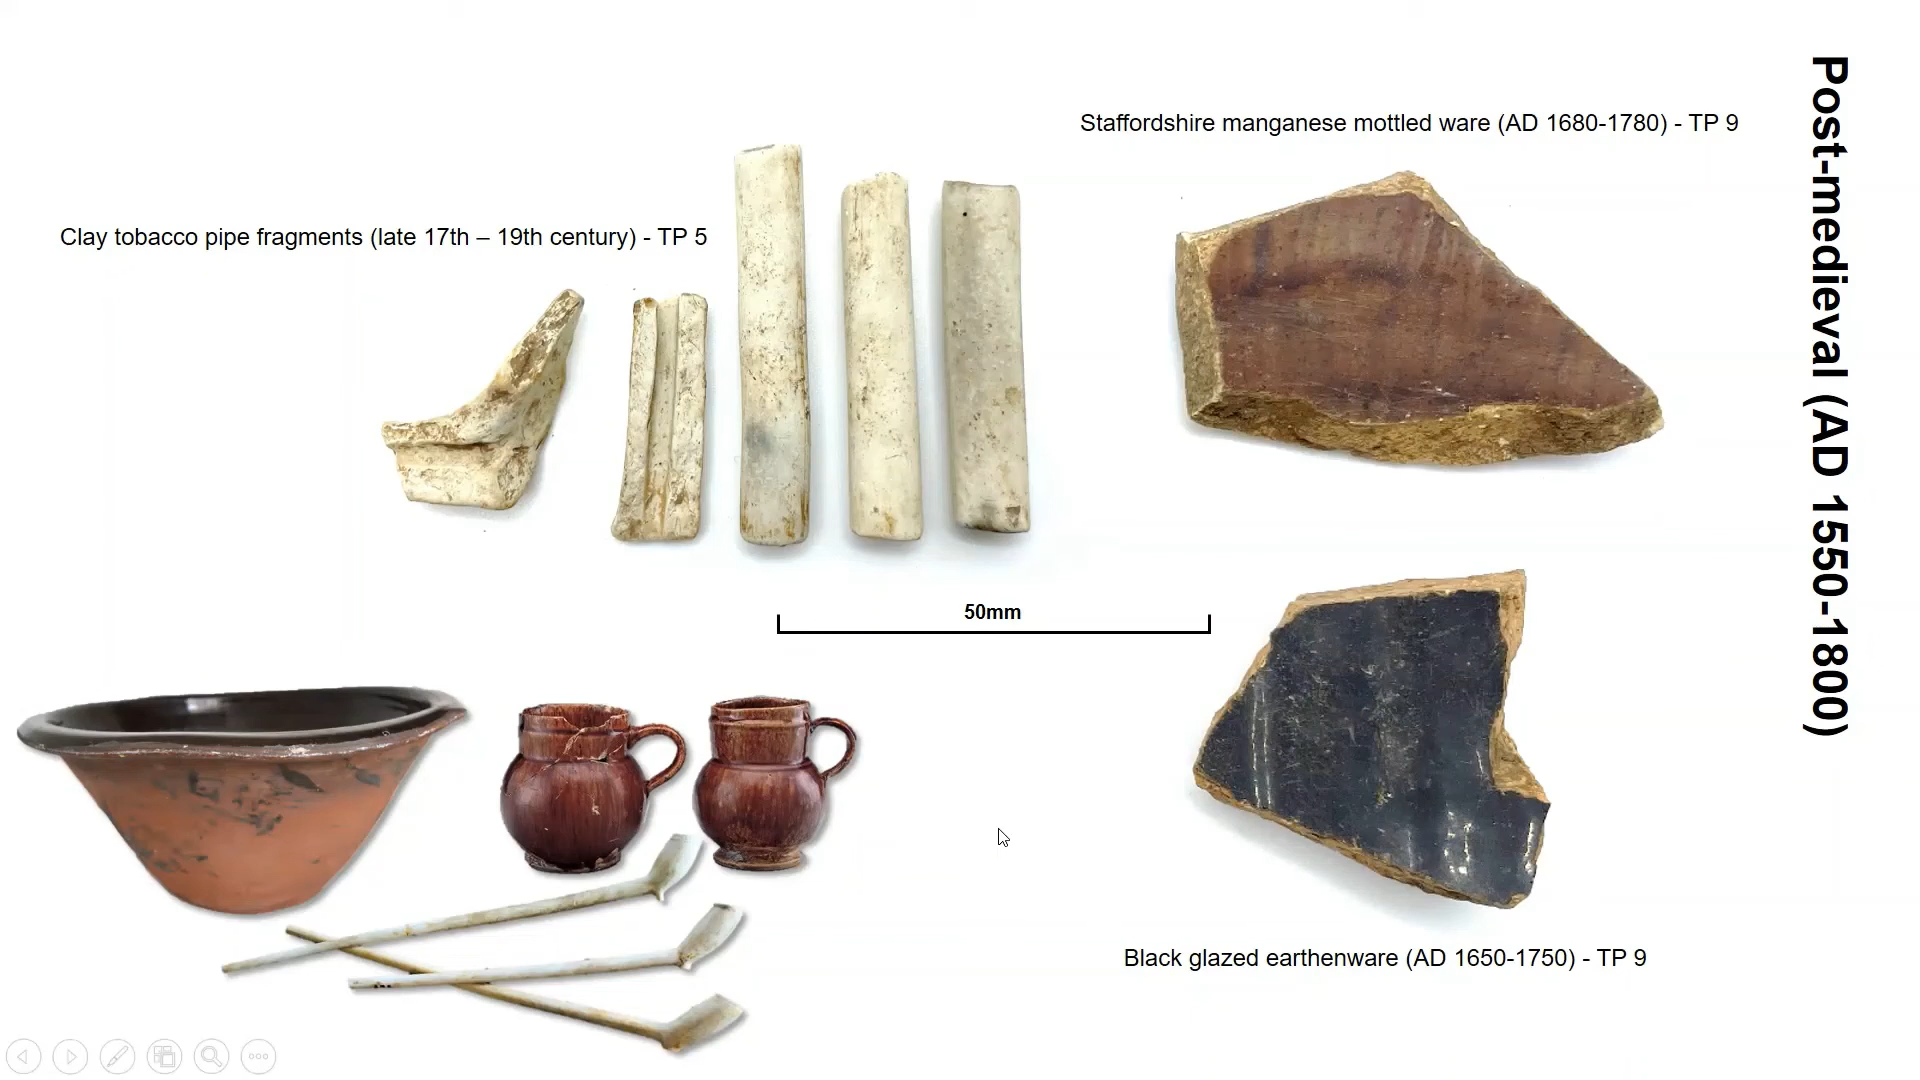 Post-medieval (AD 1550-1800)
Staffordshire manganese mottled ware (AD 1680-1780) - TP 9
Clay tobacco pipe fragments (late 17th – 19th century) - TP 5
50mm
Black glazed earthenware (AD 1650-1750) - TP 9